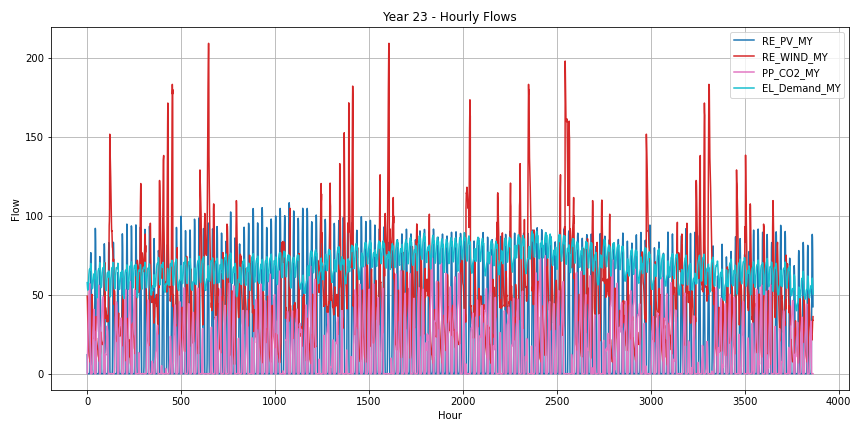 Year 23 - Hourly Flows
RE_PV_MY
RE_WIND_MY
PP_CO2_MY
EL_Demand_MY
200
150
100
50
0
Flow
0 500 1000 1500 2000 2500 3000 3500 4000
Hour